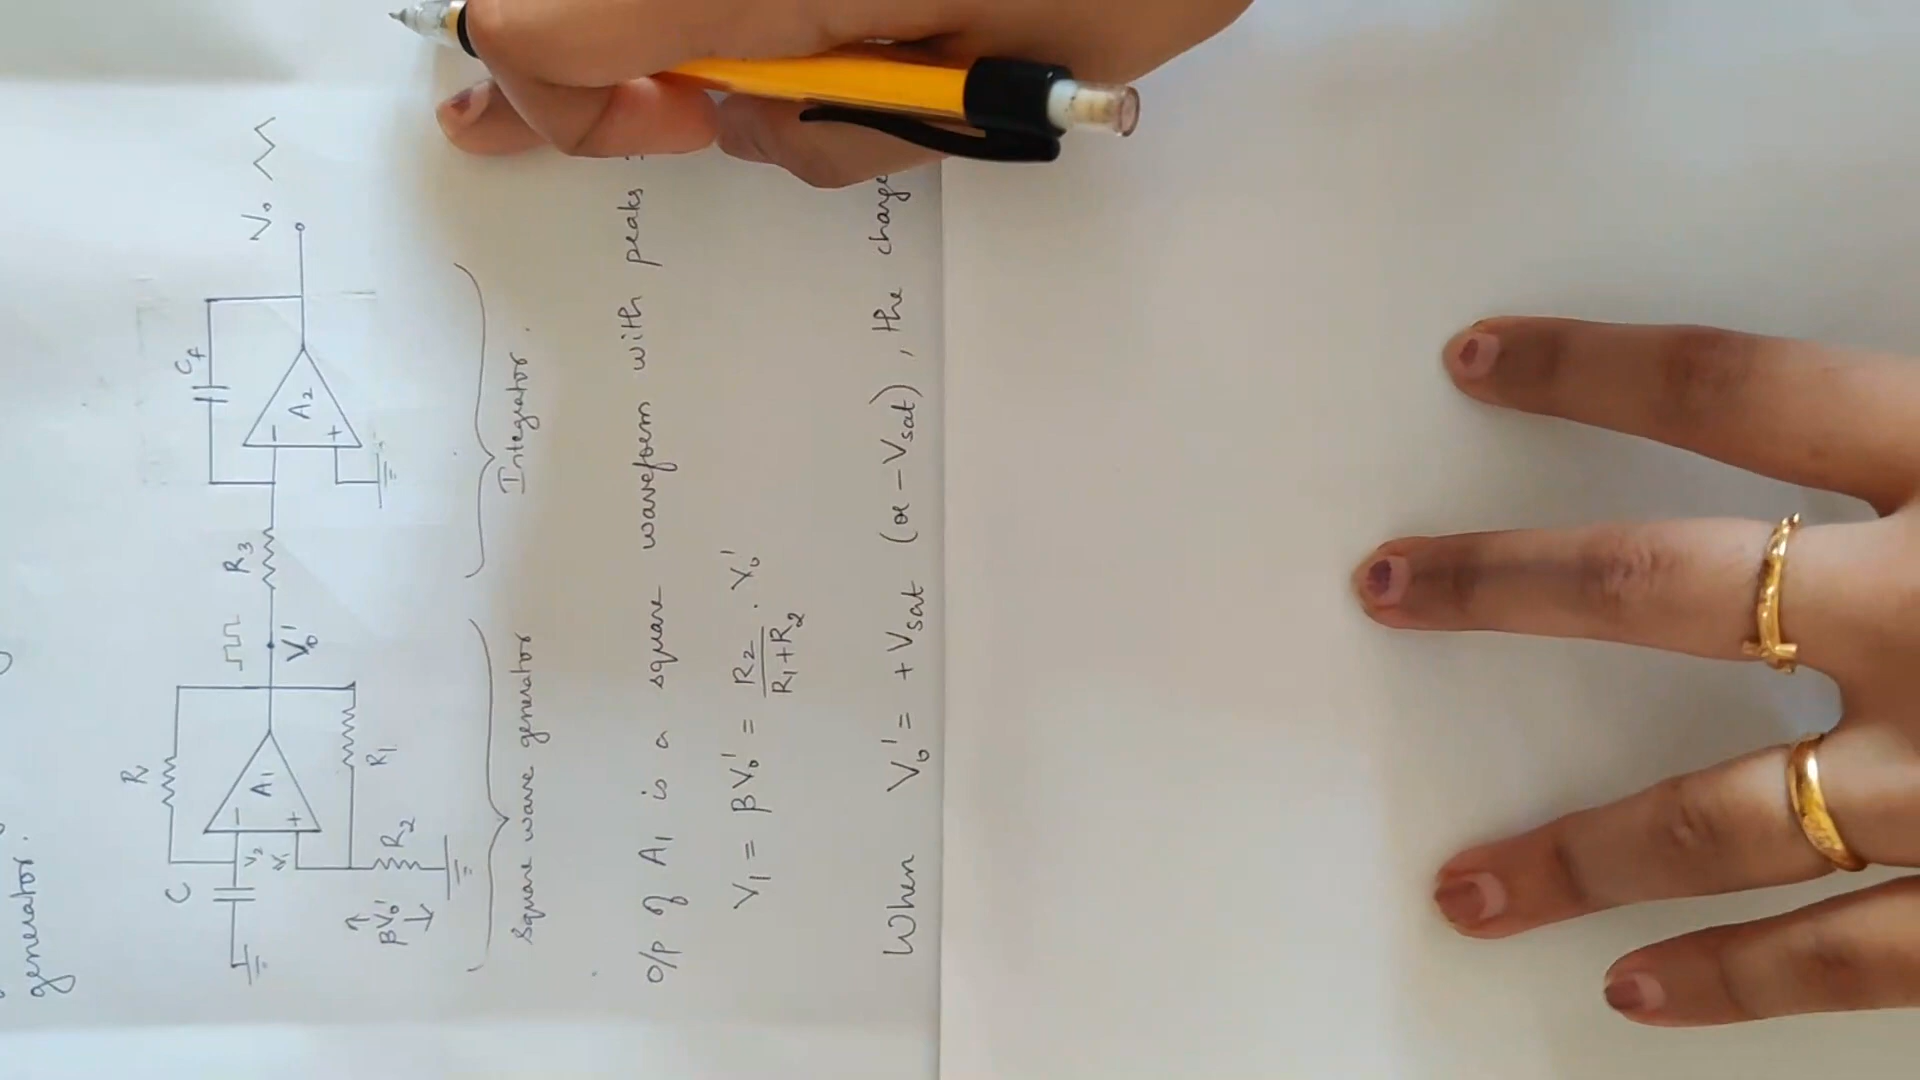 generator.
R
C
V₂
V₁
A₁
R₁
R₂
βV₀'
V₀'
R₃
C_f
A₂
V₀
Square wave generator
Integrator.
O/P of A₁ is a square waveform with peaks
V₁ = βV₀' = R₂/(R₁+R₂) . V₀'
When V₀' = +Vsat (or -Vsat), the charge